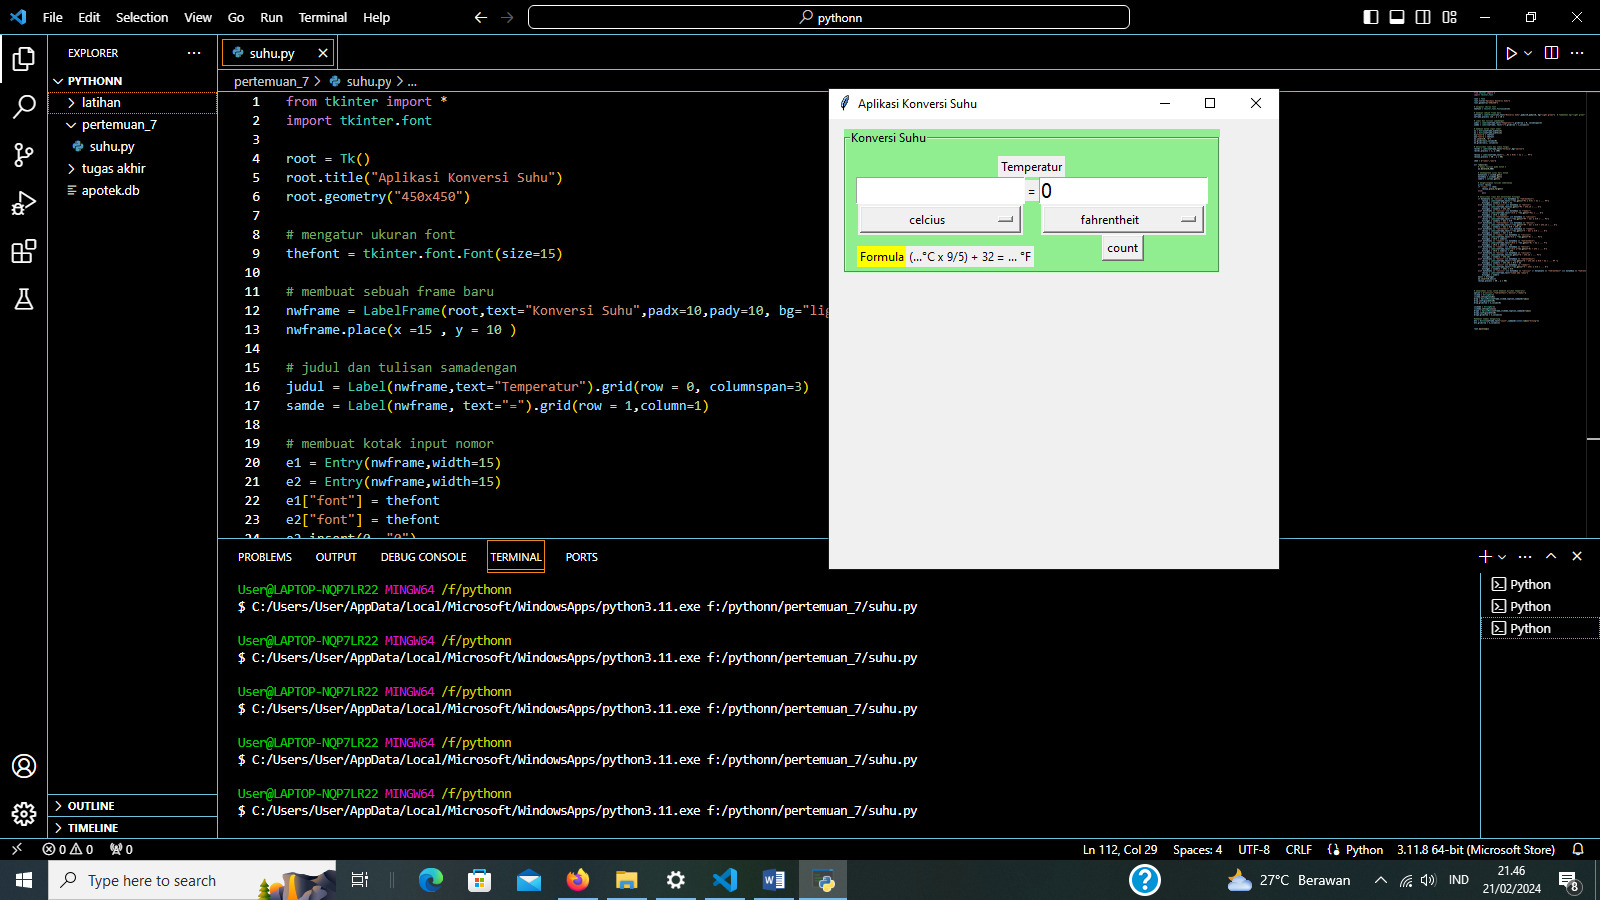 File Edit Selection View Go Run Terminal Help
pythonn
EXPLORER
PYTHONN
latihan
pertemuan_7
suhu.py
tugas akhir
apotek.db
OUTLINE
TIMELINE
suhu.py
pertemuan_7 > suhu.py > ...
1 from tkinter import *
2 import tkinter.font
3
4 root = Tk()
5 root.title("Aplikasi Konversi Suhu")
6 root.geometry("450x450")
7
8 # mengatur ukuran font
9 thefont = tkinter.font.Font(size=15)
10
11 # membuat sebuah frame baru
12 nwframe = LabelFrame(root,text="Konversi Suhu",padx=10,pady=10, bg="lig
13 nwframe.place(x =15 , y = 10 )
14
15 # judul dan tulisan samadengan
16 judul = Label(nwframe,text="Temperatur").grid(row = 0, columnspan=3)
17 samde = Label(nwframe, text="=").grid(row = 1,column=1)
18
19 # membuat kotak input nomor
20 e1 = Entry(nwframe,width=15)
21 e2 = Entry(nwframe,width=15)
22 e1["font"] = thefont
23 e2["font"] = thefont
24 e2.insert(0, "0")
Aplikasi Konversi Suhu
Konversi Suhu
Temperatur
= 0
celcius fahrentheit
count
Formula (...°C x 9/5) + 32 = ... °F
PROBLEMS OUTPUT DEBUG CONSOLE TERMINAL PORTS
User@LAPTOP-NQP7LR22 MINGW64 /f/pythonn
$ C:/Users/User/AppData/Local/Microsoft/WindowsApps/python3.11.exe f:/pythonn/pertemuan_7/suhu.py
User@LAPTOP-NQP7LR22 MINGW64 /f/pythonn
$ C:/Users/User/AppData/Local/Microsoft/WindowsApps/python3.11.exe f:/pythonn/pertemuan_7/suhu.py
User@LAPTOP-NQP7LR22 MINGW64 /f/pythonn
$ C:/Users/User/AppData/Local/Microsoft/WindowsApps/python3.11.exe f:/pythonn/pertemuan_7/suhu.py
User@LAPTOP-NQP7LR22 MINGW64 /f/pythonn
$ C:/Users/User/AppData/Local/Microsoft/WindowsApps/python3.11.exe f:/pythonn/pertemuan_7/suhu.py
User@LAPTOP-NQP7LR22 MINGW64 /f/pythonn
$ C:/Users/User/AppData/Local/Microsoft/WindowsApps/python3.11.exe f:/pythonn/pertemuan_7/suhu.py
Python
Python
Python
0 0 0
Ln 112, Col 29 Spaces: 4 UTF-8 CRLF Python 3.11.8 64-bit (Microsoft Store)
Type here to search
27°C Berawan
IND
21.46
21/02/2024
8